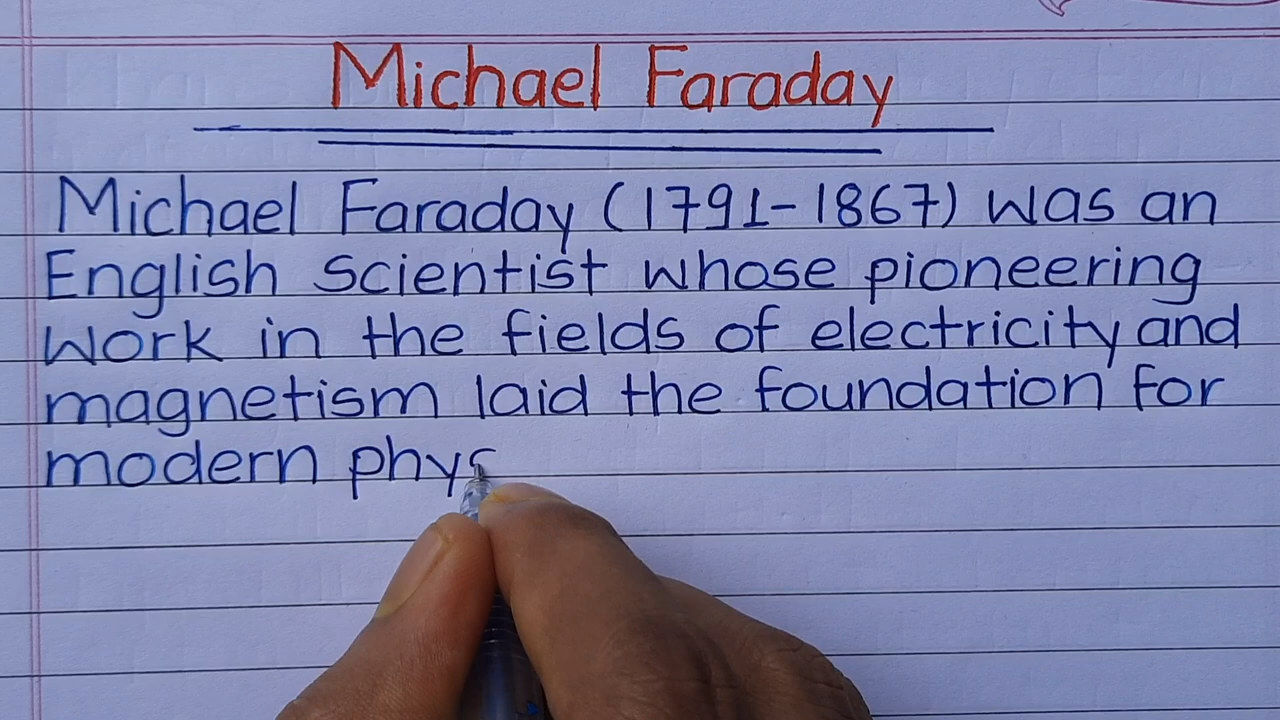 Michael Faraday
Michael Faraday (1791-1867) was an
English scientist whose pioneering
work in the fields of electricity and
magnetism laid the foundation for
modern phys